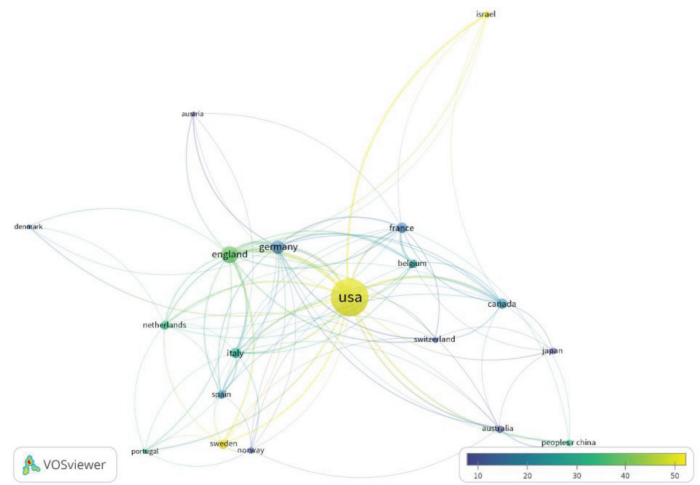 israel
austria
denmark
england
germany
france
belgium
usa
canada
netherlands
italy
switzerland
japan
spain
australia
sweden
norway
portugal
peoples r china
VOSviewer
10 20 30 40 50